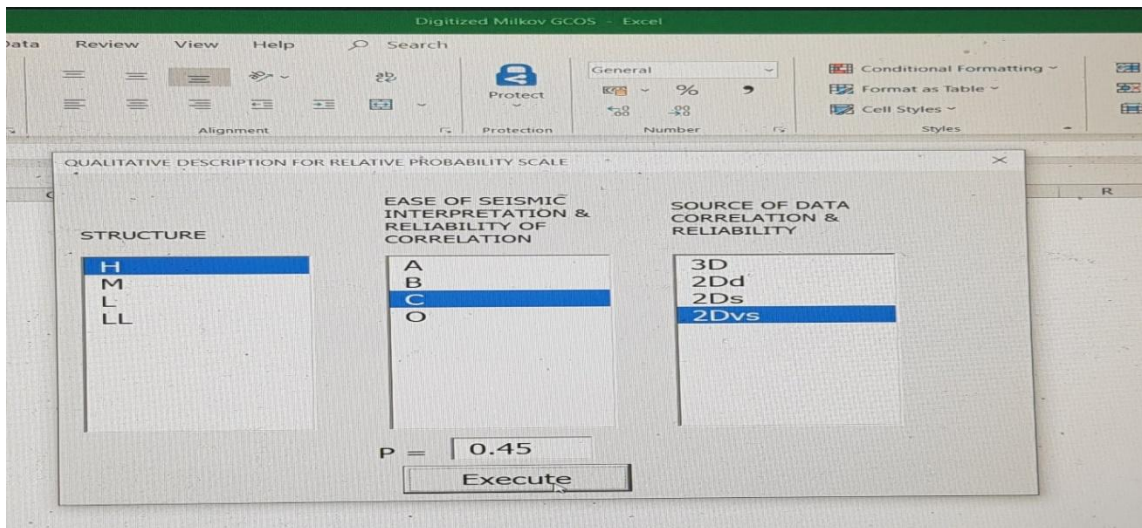 Digitized Milkov GCOS - Excel
Data Review View Help Search
General
Conditional Formatting
Protect
%
Format as Table
Cell Styles
Alignment Protection Number Styles
QUALITATIVE DESCRIPTION FOR RELATIVE PROBABILITY SCALE
R
STRUCTURE
H
M
L
LL
EASE OF SEISMIC
INTERPRETATION &
RELIABILITY OF
CORRELATION
A
B
C
O
SOURCE OF DATA
CORRELATION &
RELIABILITY
3D
2Dd
2Ds
2Dvs
P = 0.45
Execute